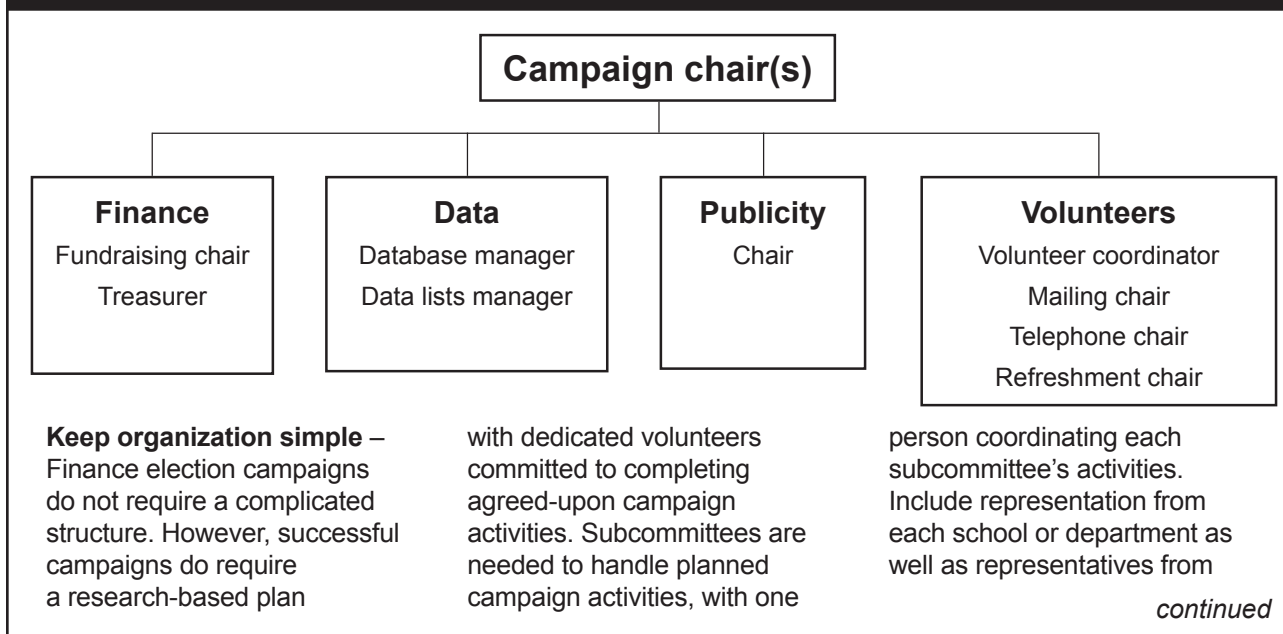 Campaign chair(s)
Finance
Fundraising chair
Treasurer
Data
Database manager
Data lists manager
Publicity
Chair
Volunteers
Volunteer coordinator
Mailing chair
Telephone chair
Refreshment chair
Keep organization simple –
Finance election campaigns
do not require a complicated
structure. However, successful
campaigns do require
a research-based plan
with dedicated volunteers
committed to completing
agreed-upon campaign
activities. Subcommittees are
needed to handle planned
campaign activities, with one
person coordinating each
subcommittee’s activities.
Include representation from
each school or department as
well as representatives from
continued